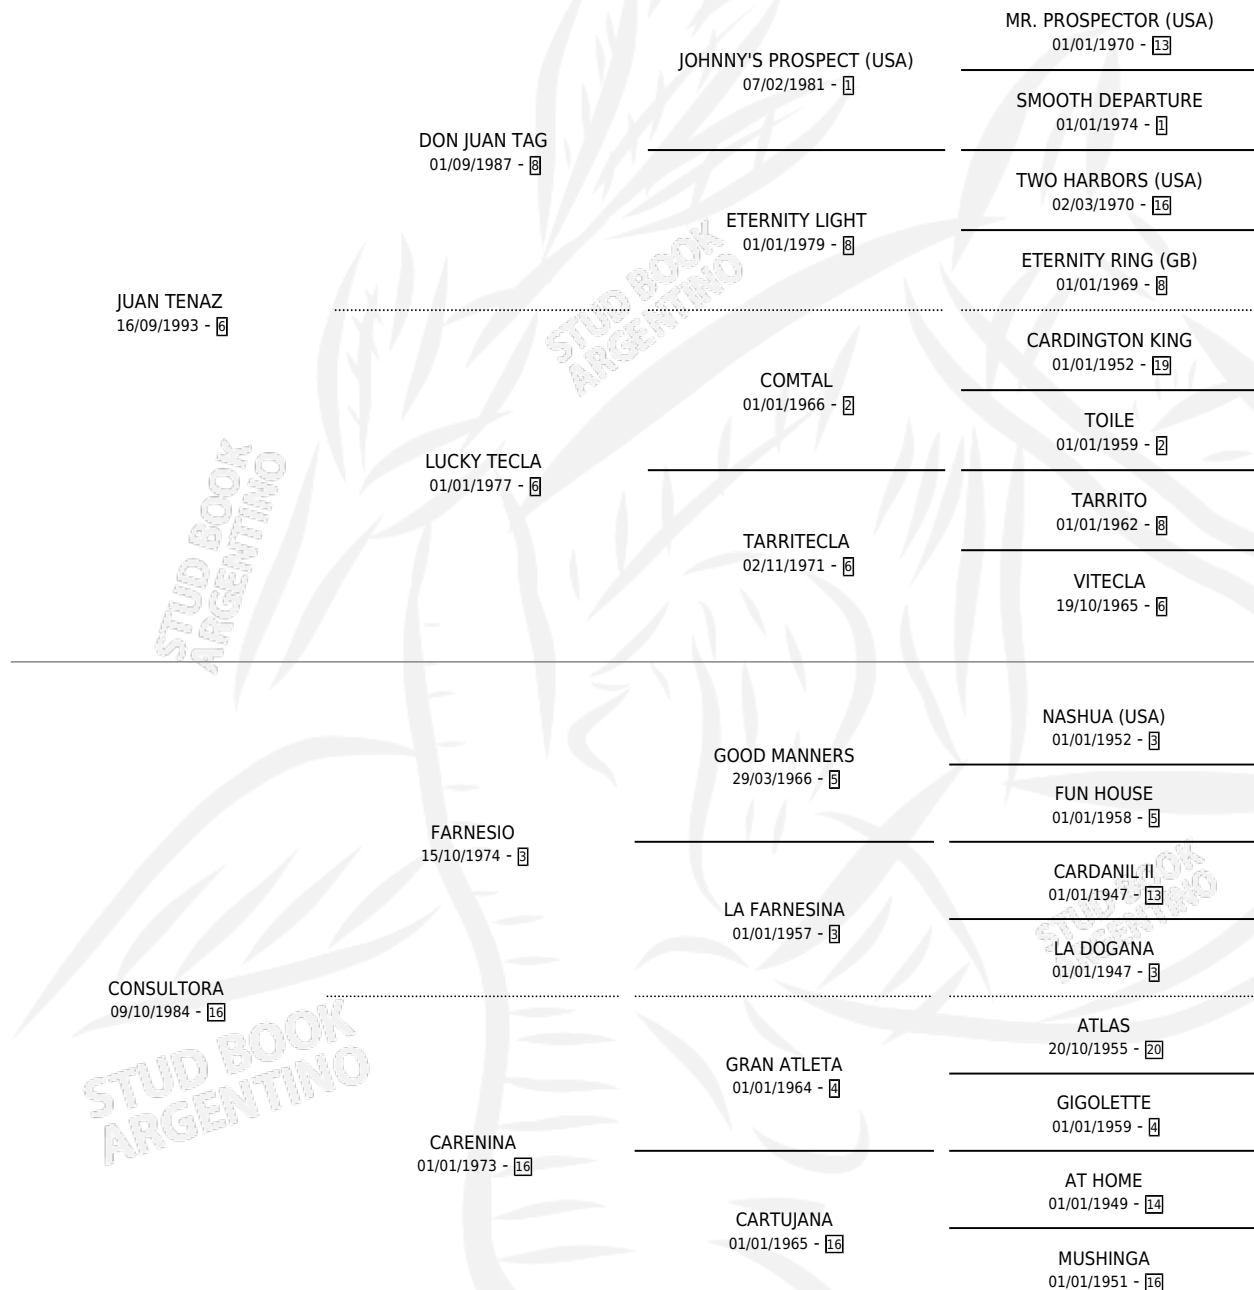 MR. PROSPECTOR (USA)
01/01/1970 - 13
JOHNNY'S PROSPECT (USA)
07/02/1981 - 1
SMOOTH DEPARTURE
01/01/1974 - 1
DON JUAN TAG
01/09/1987 - 8
TWO HARBORS (USA)
02/03/1970 - 16
ETERNITY LIGHT
01/01/1979 - 8
ETERNITY RING (GB)
01/01/1969 - 8
JUAN TENAZ
16/09/1993 - 6
CARDINGTON KING
01/01/1952 - 19
COMTAL
01/01/1966 - 2
TOILE
01/01/1959 - 2
LUCKY TECLA
01/01/1977 - 6
TARRITO
01/01/1962 - 8
TARRITECLA
02/11/1971 - 6
VITECLA
19/10/1965 - 6
NASHUA (USA)
01/01/1952 - 3
GOOD MANNERS
29/03/1966 - 5
FUN HOUSE
01/01/1958 - 5
FARNESIO
15/10/1974 - 3
CARDANIL II
01/01/1947 - 13
LA FARNESINA
01/01/1957 - 3
LA DOGANA
01/01/1947 - 3
CONSULTORA
09/10/1984 - 16
ATLAS
20/10/1955 - 20
GRAN ATLETA
01/01/1964 - 4
GIGOLETTE
01/01/1959 - 4
CARENINA
01/01/1973 - 16
AT HOME
01/01/1949 - 14
CARTUJANA
01/01/1965 - 16
MUSHINGA
01/01/1951 - 16
STUD BOOK
ARGENTINO
STUD BOOK
ARGENTINO
STUD BOOK
ARGENTINO
STUD BOOK
ARGENTINO